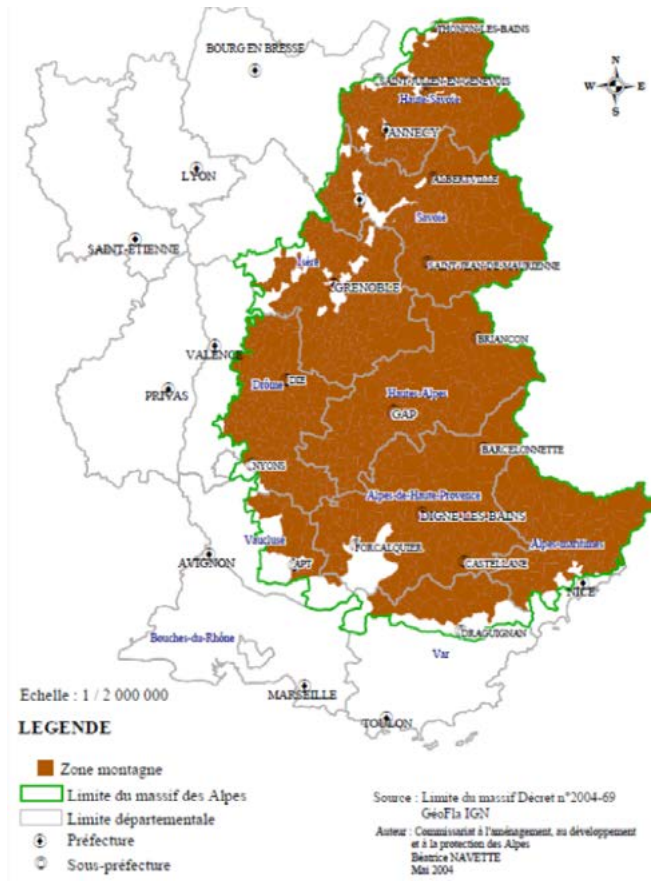 THONON-LES-BAINS
BOURG EN BRESSE
N
W E
S
SAINT-JULIEN-EN-GENEVOIS
Haute-Savoie
ANNECY
LYON
ALBERTVILLE
Savoie
SAINT-ETIENNE
Isère
SAINT-JEAN-DE-MAURIENNE
GRENOBLE
BRIANCON
VALENCE
Drôme
DIE
PRIVAS
Hautes-Alpes
GAP
BARCELONNETTE
NYONS
Alpes-de-Haute-Provence
DIGNE-LES-BAINS
Vaucluse
FORCALQUIER
Alpes-maritimes
AVIGNON
APT
CASTELLANE
NICE
DRAGUIGNAN
Bouches-du-Rhône
Var
MARSEILLE
TOULON
Echelle : 1 / 2 000 000
LEGENDE
Zone montagne
Limite du massif des Alpes
Limite départementale
Préfecture
Sous-préfecture
Source : Limite du massif Décret n°2004-69
GéoFla IGN
Auteur : Commissariat à l'aménagement, au développement
et à la protection des Alpes
Béatrice NAVETTE
Mai 2004